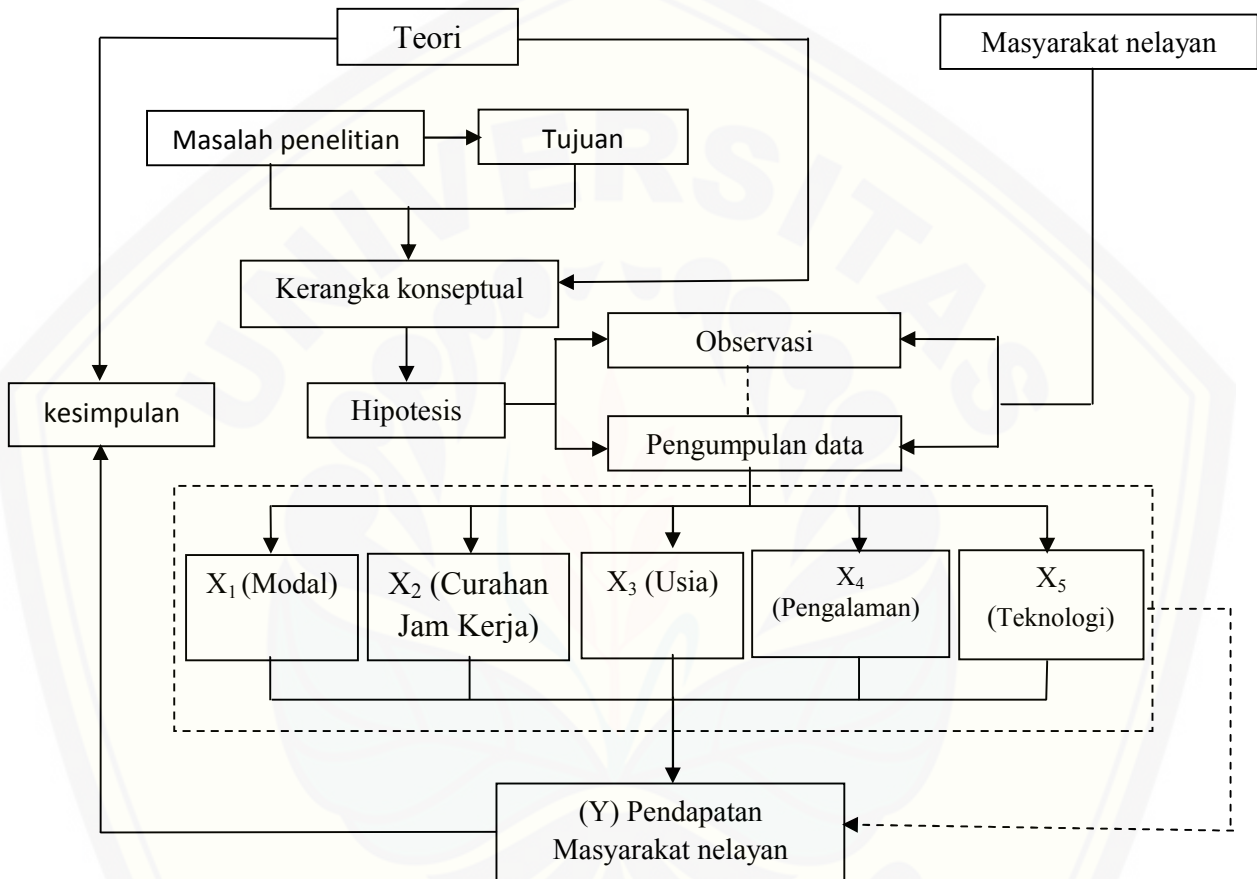 Teori
Masyarakat nelayan
Masalah penelitian
Tujuan
Kerangka konseptual
Observasi
kesimpulan
Hipotesis
Pengumpulan data
X₁ (Modal)
X₂ (Curahan
Jam Kerja)
X₃ (Usia)
X₄
(Pengalaman)
X₅
(Teknologi)
(Y) Pendapatan
Masyarakat nelayan
UNIVERSITAS